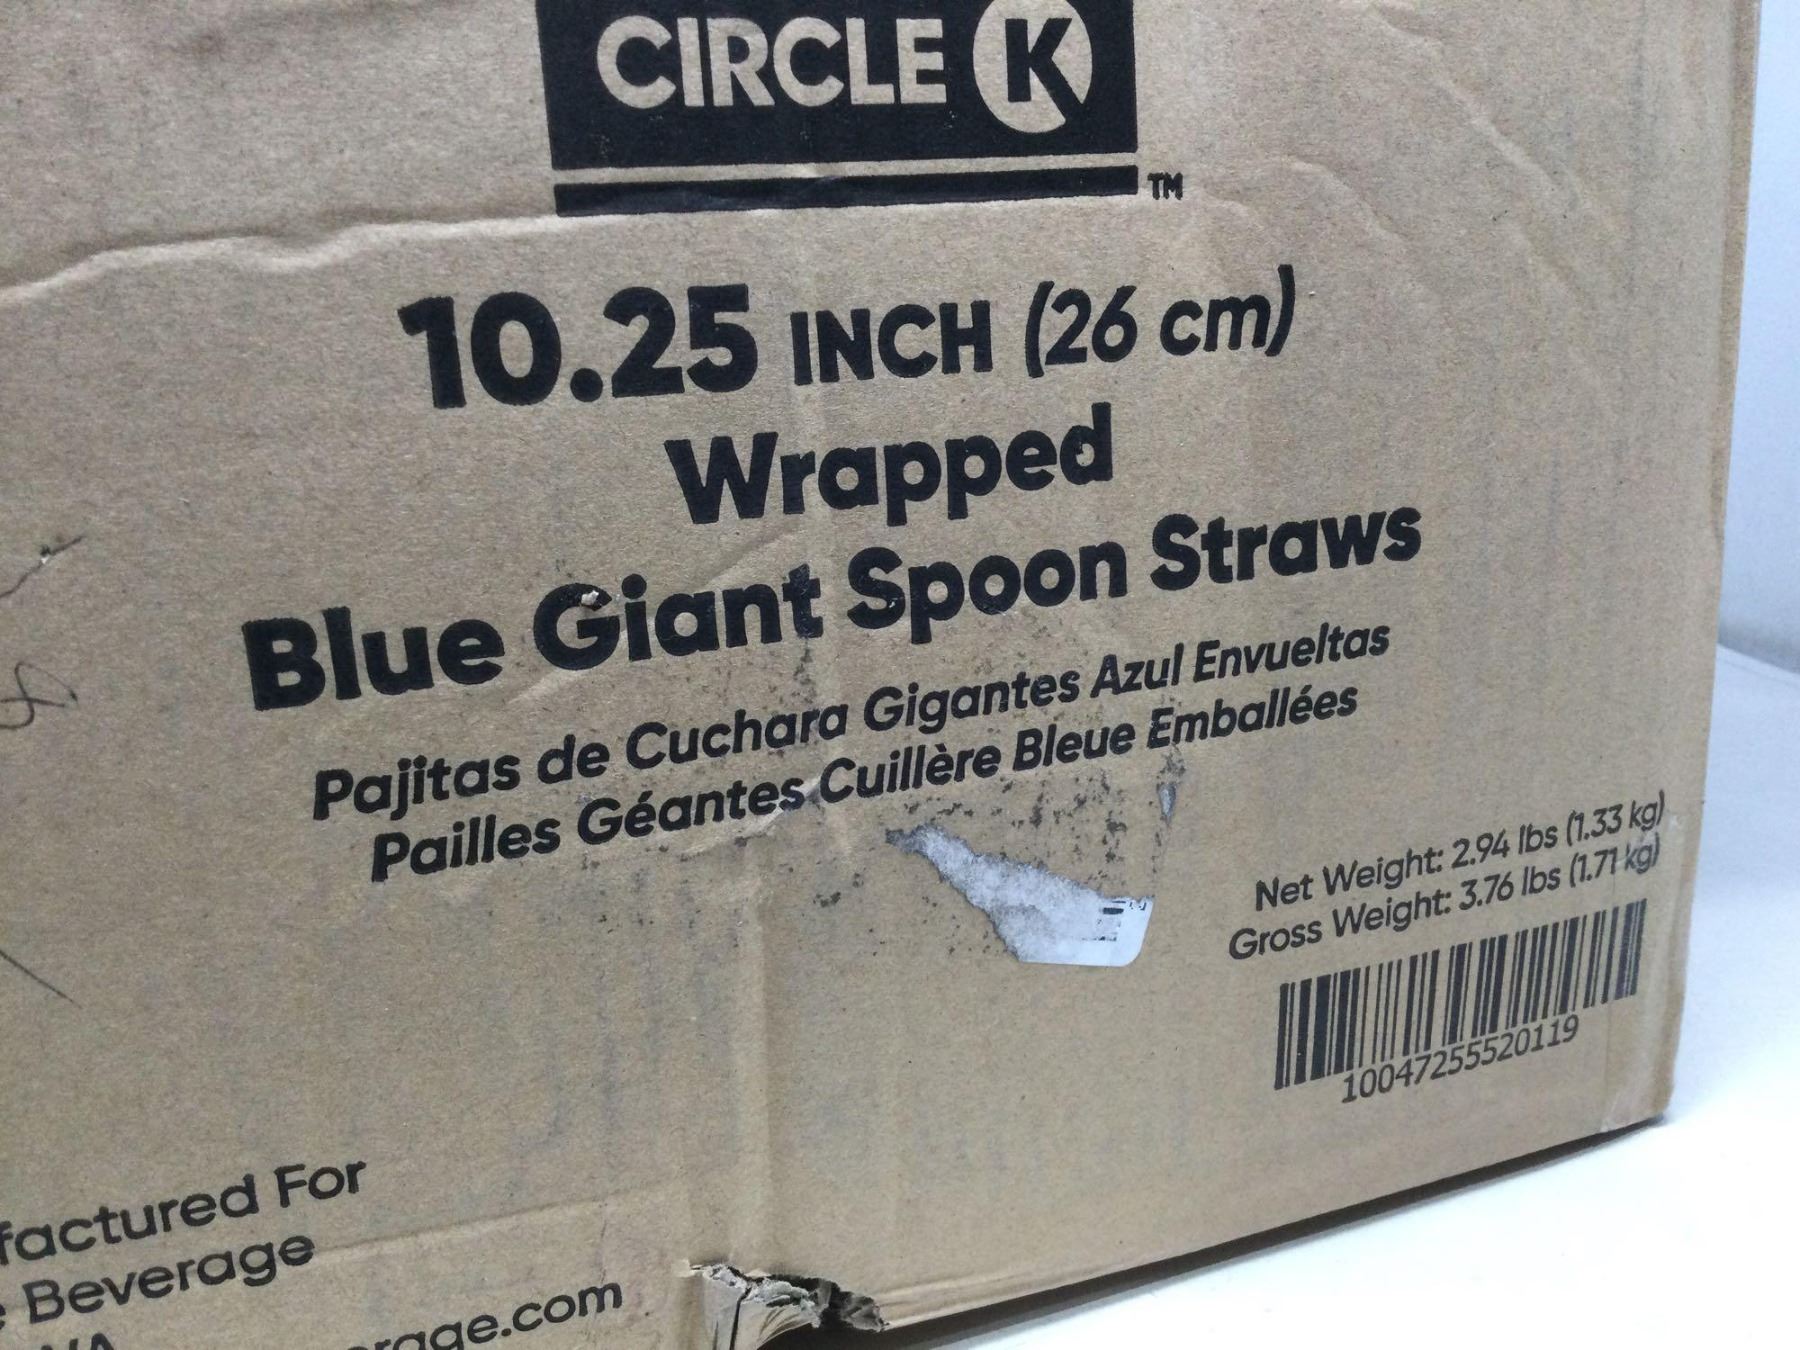 CIRCLE K
TM
10.25 INCH (26 cm)
Wrapped
Blue Giant Spoon Straws
Pajitas de Cuchara Gigantes Azul Envueltas
Pailles Géantes Cuillère Bleue Emballées
Net Weight: 2.94 lbs (1.33 kg)
Gross Weight: 3.76 lbs (1.71 kg)
10047255520119
factured For
Beverage
rage.com